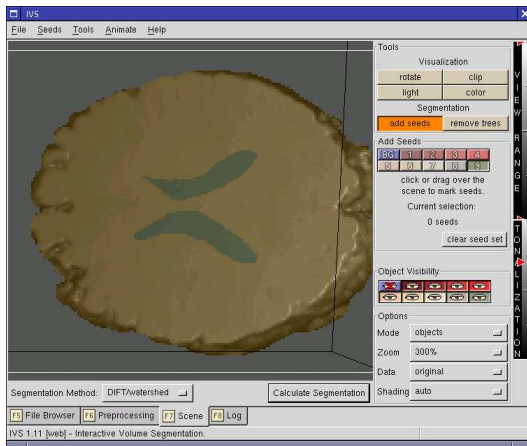 IVS
File Seeds Tools Animate Help
Tools
Visualization
rotate clip
light color
Segmentation
add seeds remove trees
Add Seeds
BG 1 2 3 4
5 6 7 8 9
click or drag over the
scene to mark seeds.
Current selection:
0 seeds
clear seed set
Object Visibility
Options
Mode objects
Zoom 300%
Data original
Shading auto
VIEW RANGE
TONALIZATION
Segmentation Method: DIFT/watershed Calculate Segmentation
F5 File Browser F6 Preprocessing F7 Scene F8 Log
IVS 1.11 [web] - Interactive Volume Segmentation.